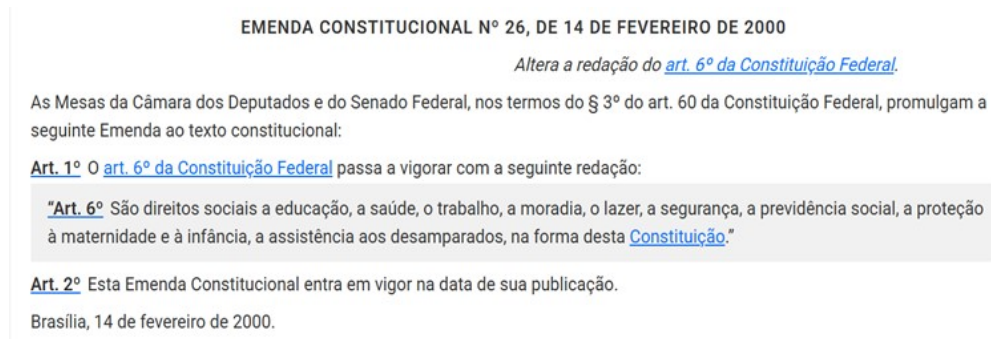 EMENDA CONSTITUCIONAL Nº 26, DE 14 DE FEVEREIRO DE 2000
Altera a redação do art. 6º da Constituição Federal.
As Mesas da Câmara dos Deputados e do Senado Federal, nos termos do § 3º do art. 60 da Constituição Federal, promulgam a
seguinte Emenda ao texto constitucional:
Art. 1º O art. 6º da Constituição Federal passa a vigorar com a seguinte redação:
“Art. 6º São direitos sociais a educação, a saúde, o trabalho, a moradia, o lazer, a segurança, a previdência social, a proteção
à maternidade e à infância, a assistência aos desamparados, na forma desta Constituição.”
Art. 2º Esta Emenda Constitucional entra em vigor na data de sua publicação.
Brasília, 14 de fevereiro de 2000.